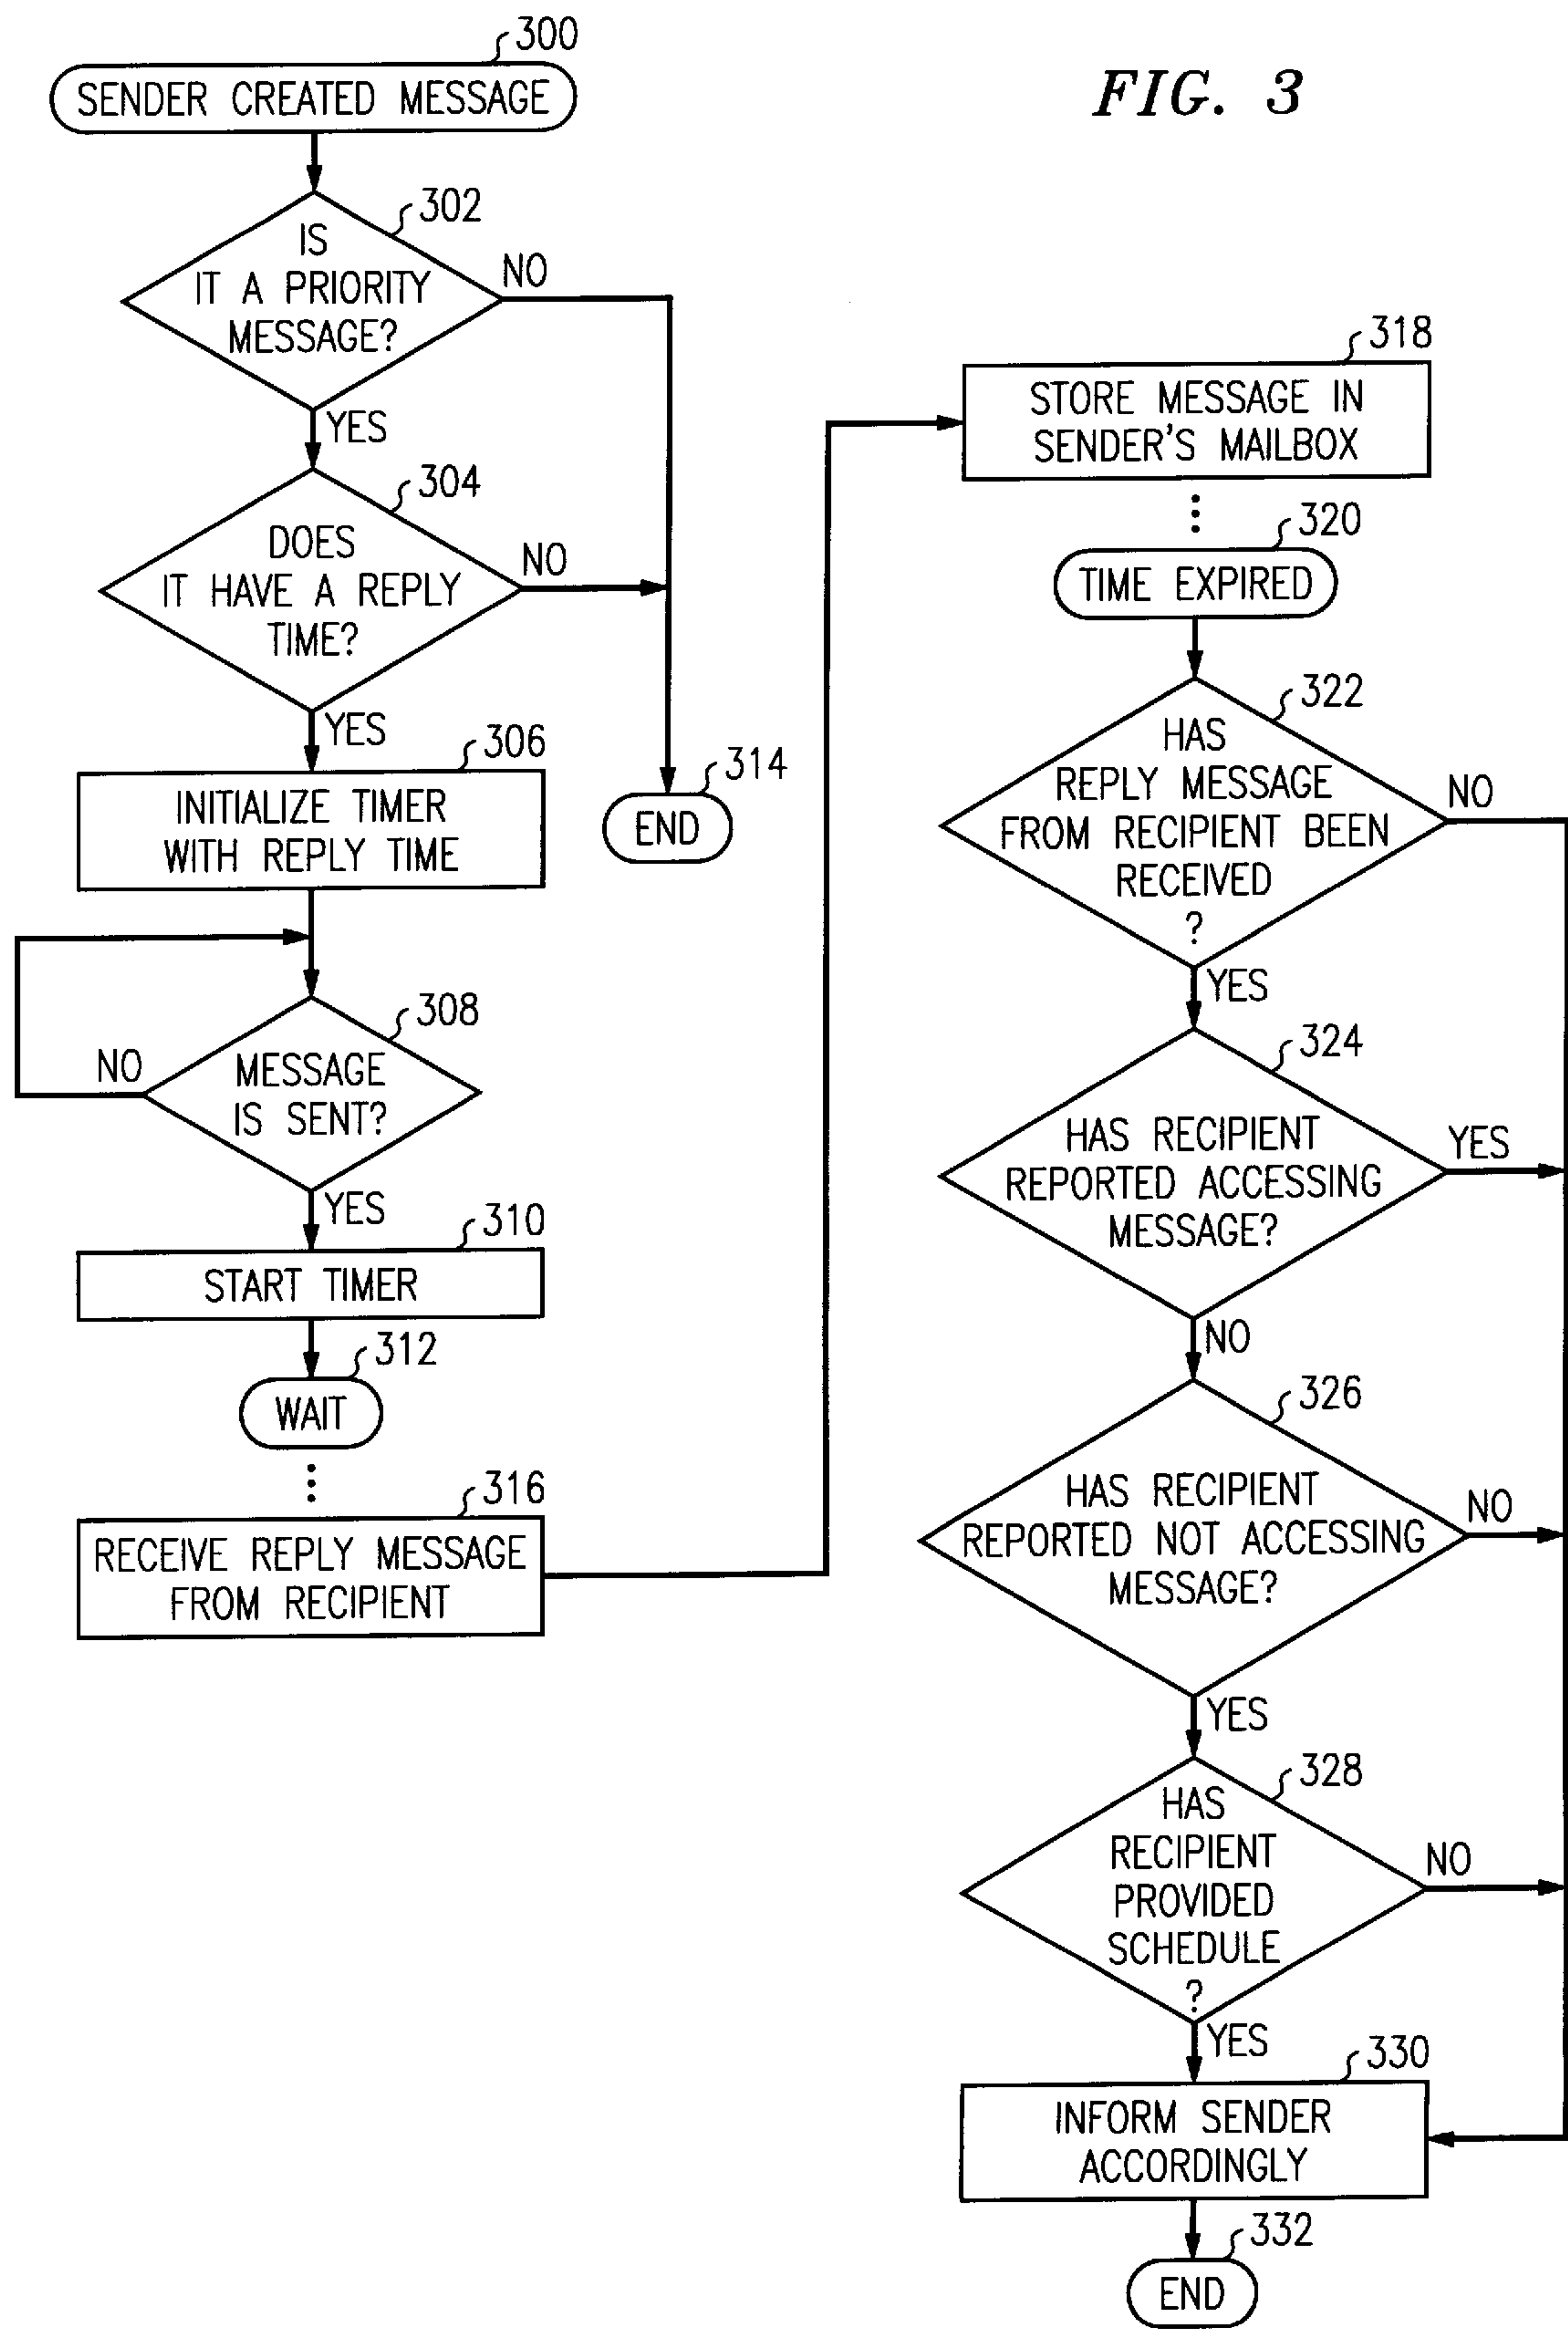 FIG. 3
300
SENDER CREATED MESSAGE
302
IS
IT A PRIORITY
MESSAGE?
NO
YES
304
DOES
IT HAVE A REPLY
TIME?
NO
YES
306
INITIALIZE TIMER
WITH REPLY TIME
314
END
308
MESSAGE
IS SENT?
NO
YES
310
START TIMER
312
WAIT
316
RECEIVE REPLY MESSAGE
FROM RECIPIENT
318
STORE MESSAGE IN
SENDER'S MAILBOX
320
TIME EXPIRED
322
HAS
REPLY MESSAGE
FROM RECIPIENT BEEN
RECEIVED
?
NO
YES
324
HAS RECIPIENT
REPORTED ACCESSING
MESSAGE?
YES
NO
326
HAS RECIPIENT
REPORTED NOT ACCESSING
MESSAGE?
NO
YES
328
HAS
RECIPIENT
PROVIDED
SCHEDULE
?
NO
YES
330
INFORM SENDER
ACCORDINGLY
332
END